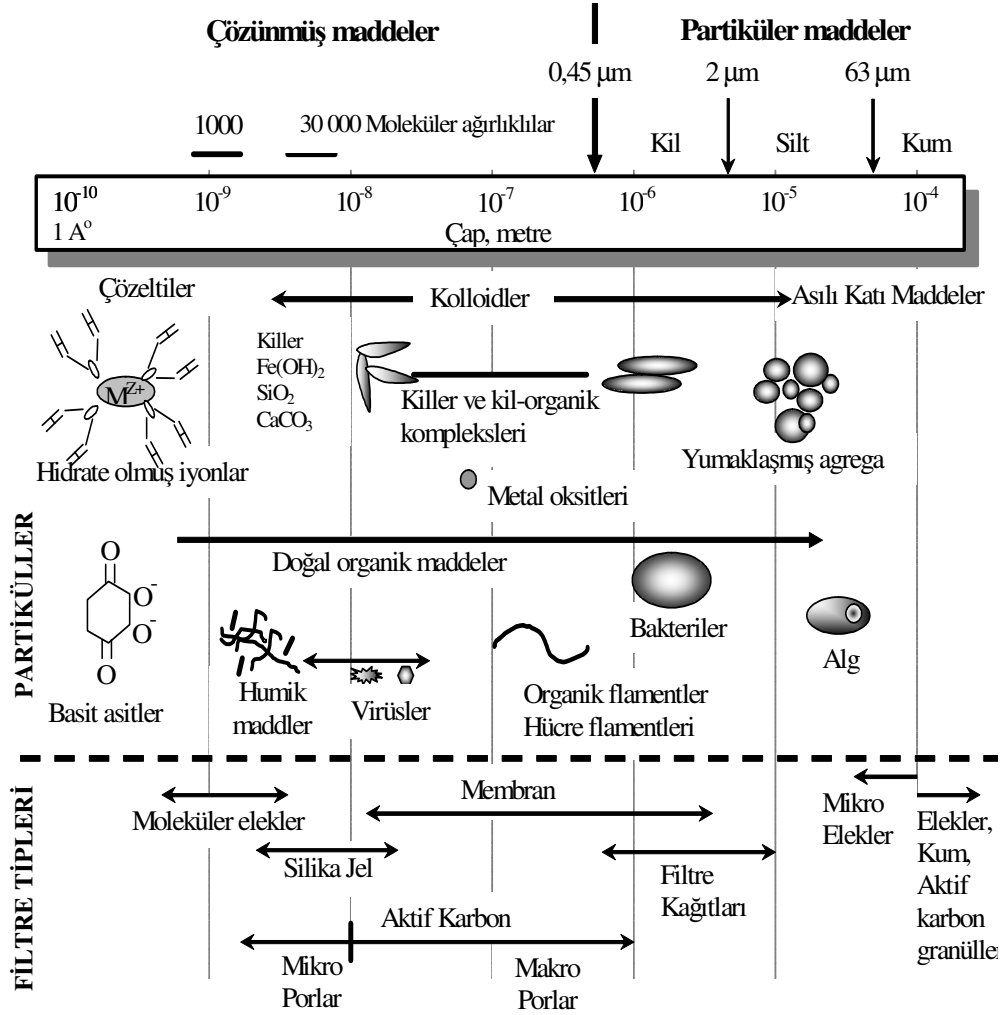 Çözünmüş maddeler
Partiküler maddeler
0,45 µm
2 µm
63 µm
1000
30 000 Moleküler ağırlıklılar
Kil
Silt
Kum
10⁻¹⁰
10⁻⁹
10⁻⁸
10⁻⁷
10⁻⁶
10⁻⁵
10⁻⁴
1 A°
Çap, metre
Çözeltiler
Kolloidler
Asılı Katı Maddeler
Killer
Fe(OH)₂
SiO₂
CaCO₃
M^Z+
Killer ve kil-organik
kompleksleri
Hidrate olmuş iyonlar
Yumaklaşmış agrega
Metal oksitleri
PARTİKÜLLER
Doğal organik maddeler
O
O⁻
O⁻
O
Bakteriler
Alg
Basit asitler
Humik
maddler
Virüsler
Organik flamentler
Hücre flamentleri
FİLTRE TİPLERİ
Moleküler elekler
Membran
Mikro
Elekler
Elekler,
Kum,
Aktif
karbon
granüller
Silika Jel
Filtre
Kağıtları
Aktif Karbon
Mikro
Porlar
Makro
Porlar